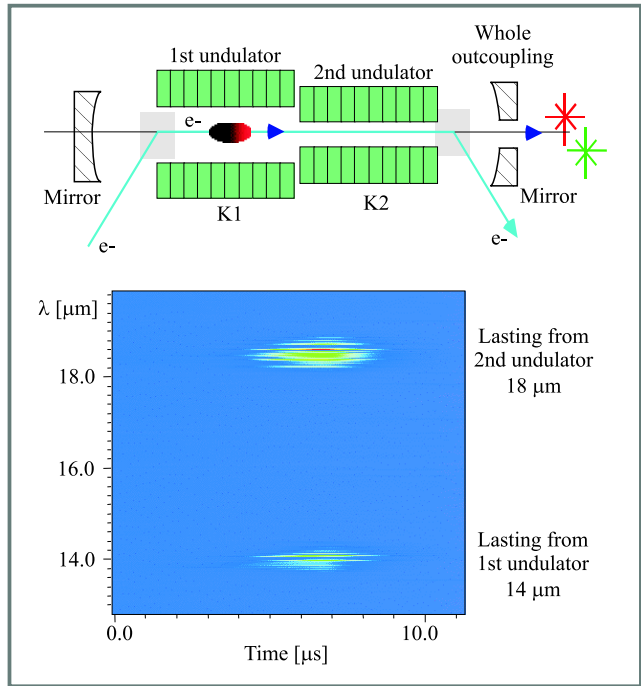 Whole
outcoupling
1st undulator
2nd undulator
e-
Mirror
K1
K2
Mirror
e-
e-
λ [µm]
18.0
16.0
14.0
0.0
10.0
Time [µs]
Lasting from
2nd undulator
18 µm
Lasting from
1st undulator
14 µm